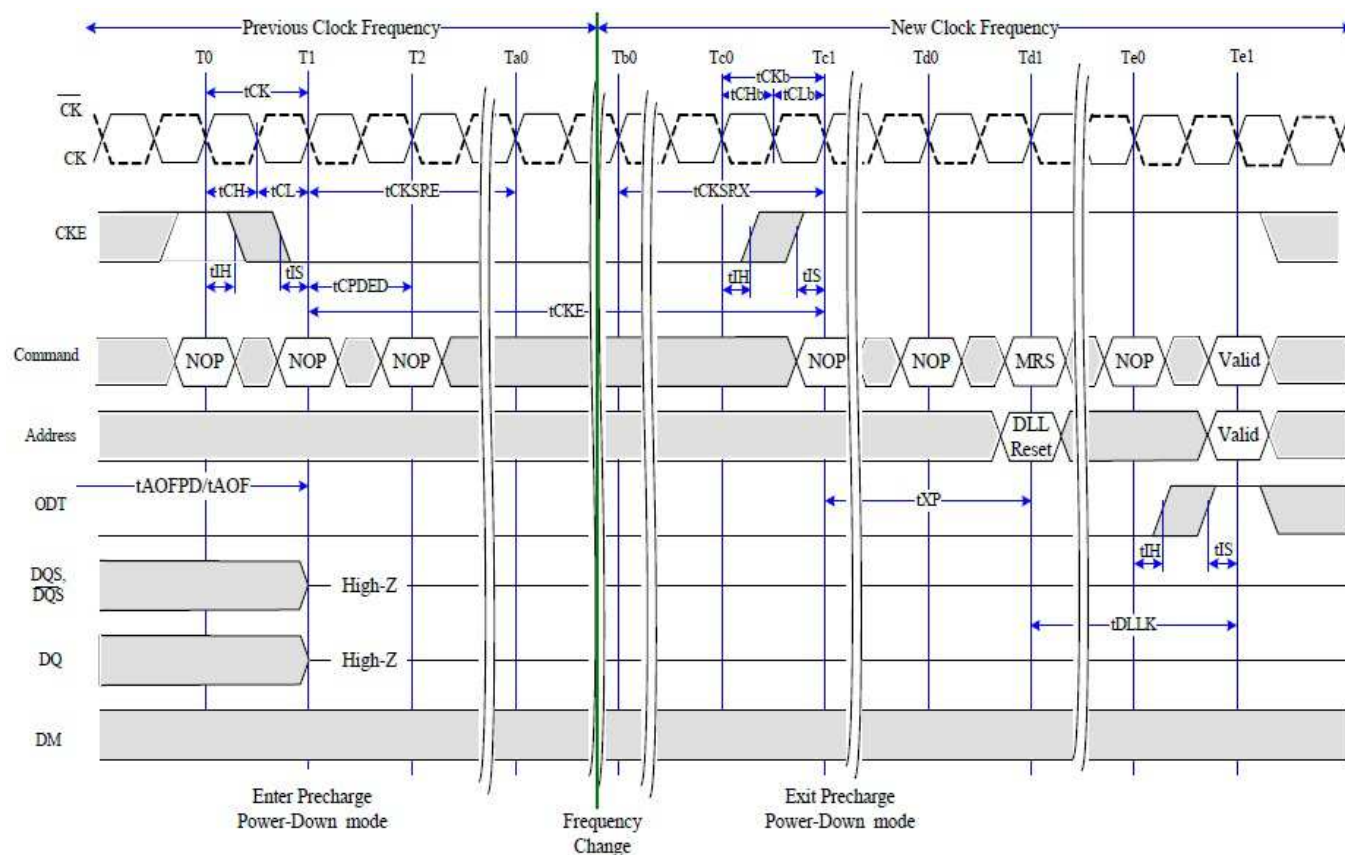 Previous Clock Frequency New Clock Frequency
T0 T1 T2 Ta0 Tb0 Tc0 Tc1 Td0 Td1 Te0 Te1
tCK tCKb
tCHb tCLb
CK
CK
tCH tCL tCKSRE tCKSRX
CKE
tIH tIS tCPDED tIH tIS
tCKE
Command NOP NOP NOP NOP NOP MRS NOP Valid
Address DLL Reset Valid
tAOFPD/tAOF
ODT tXP
tIH tIS
DQS,
DQS High-Z
tDLLK
DQ High-Z
DM
Enter Precharge
Power-Down mode
Frequency
Change
Exit Precharge
Power-Down mode